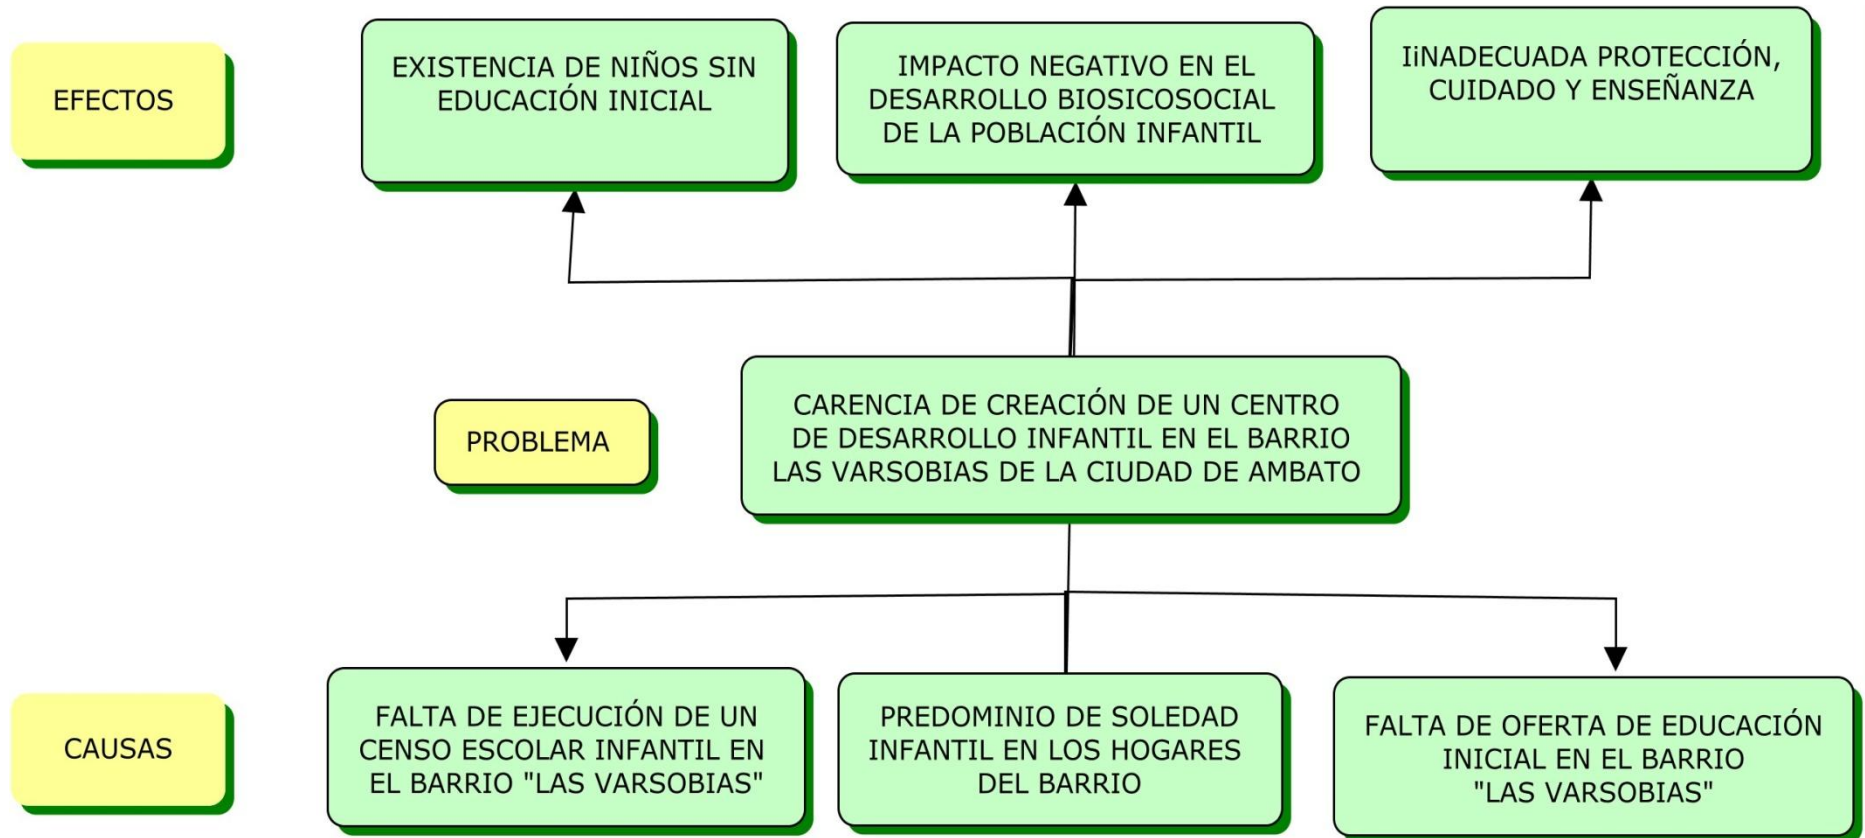 EFECTOS
EXISTENCIA DE NIÑOS SIN
EDUCACIÓN INICIAL
IMPACTO NEGATIVO EN EL
DESARROLLO BIOSICOSOCIAL
DE LA POBLACIÓN INFANTIL
IiNADECUADA PROTECCIÓN,
CUIDADO Y ENSEÑANZA
PROBLEMA
CARENCIA DE CREACIÓN DE UN CENTRO
DE DESARROLLO INFANTIL EN EL BARRIO
LAS VARSOBIAS DE LA CIUDAD DE AMBATO
CAUSAS
FALTA DE EJECUCIÓN DE UN
CENSO ESCOLAR INFANTIL EN
EL BARRIO "LAS VARSOBIAS"
PREDOMINIO DE SOLEDAD
INFANTIL EN LOS HOGARES
DEL BARRIO
FALTA DE OFERTA DE EDUCACIÓN
INICIAL EN EL BARRIO
"LAS VARSOBIAS"